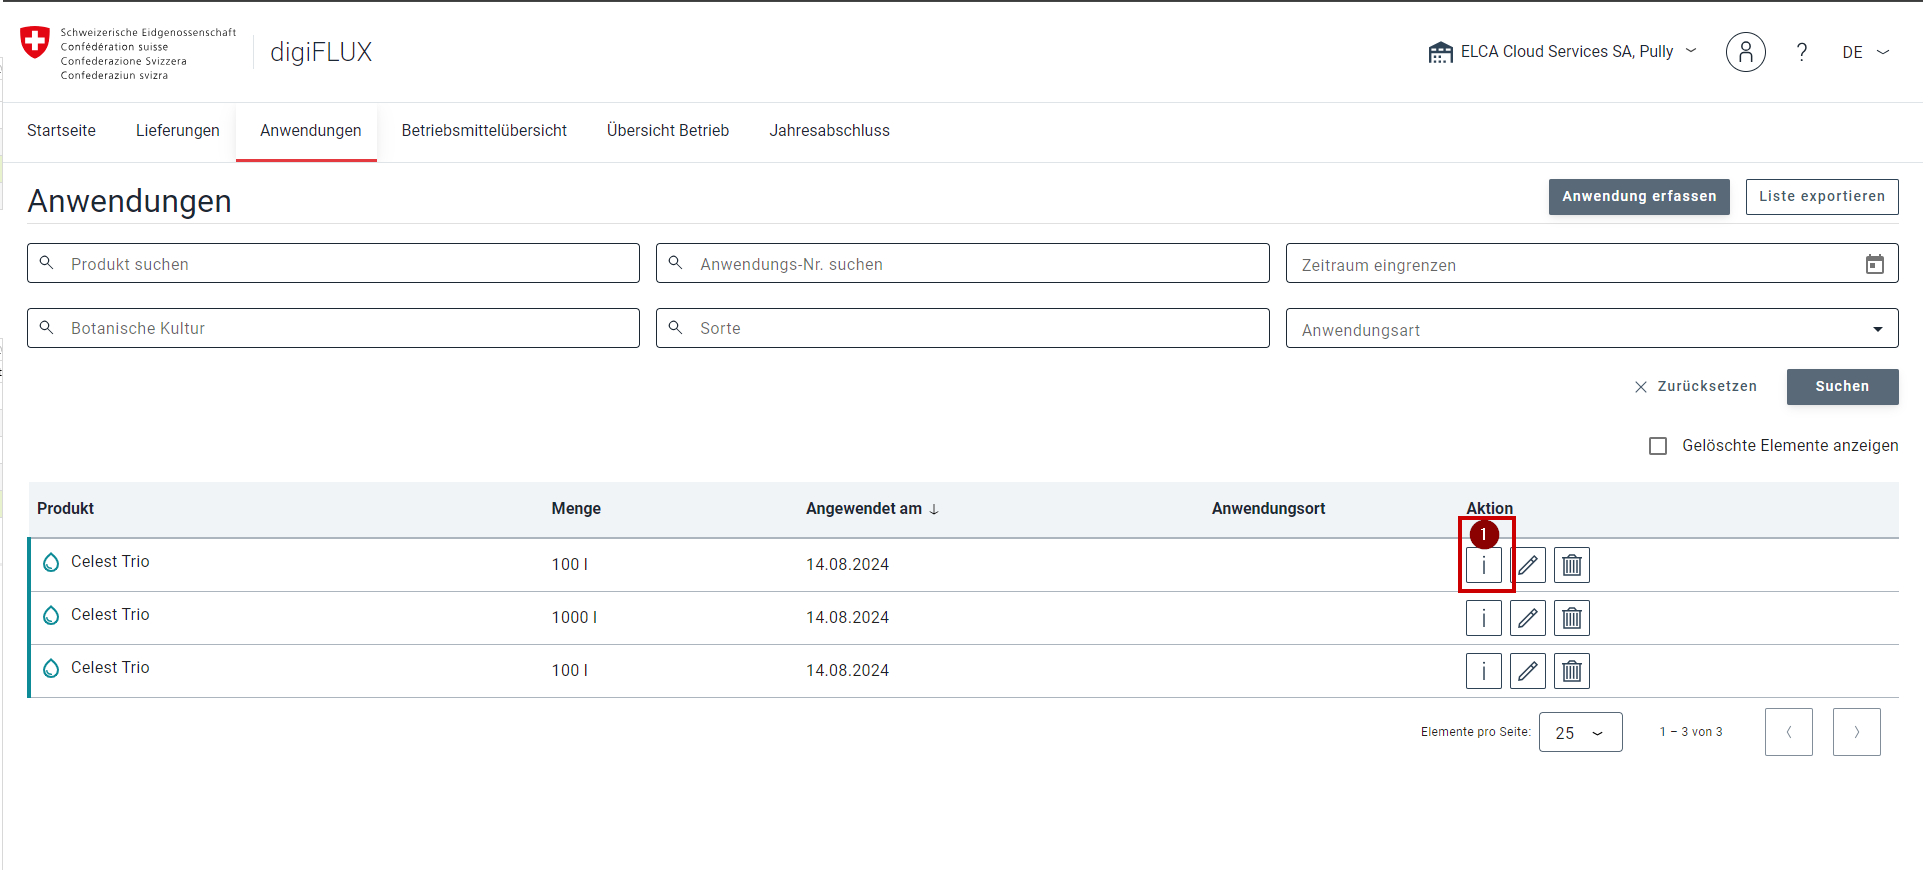 Schweizerische Eidgenossenschaft
Confédération suisse
Confederazione Svizzera
Confederaziun svizra
digiFLUX
ELCA Cloud Services SA, Pully
?
DE
Startseite
Lieferungen
Anwendungen
Betriebsmittelübersicht
Übersicht Betrieb
Jahresabschluss
Anwendungen
Anwendung erfassen
Liste exportieren
Produkt suchen
Anwendungs-Nr. suchen
Zeitraum eingrenzen
Botanische Kultur
Sorte
Anwendungsart
Zurücksetzen
Suchen
Gelöschte Elemente anzeigen
Produkt Menge Angewendet am ↓ Anwendungsort Aktion
1
Celest Trio 100 l 14.08.2024 i
Celest Trio 1000 l 14.08.2024 i
Celest Trio 100 l 14.08.2024 i
Elemente pro Seite: 25 1 – 3 von 3